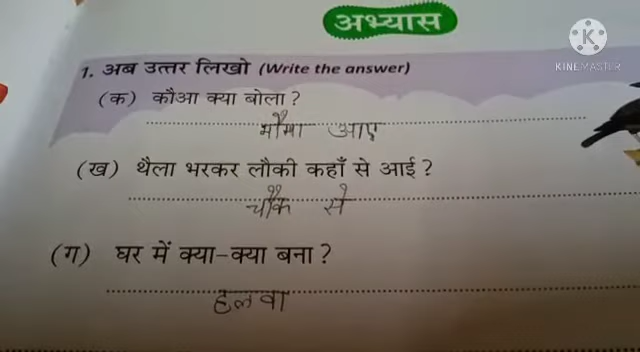 अभ्यास
KINEMASTER
1. अब उत्तर लिखो (Write the answer)
(क) कौआ क्या बोला ?
मौमा आए
(ख) थैला भरकर लौकी कहाँ से आई ?
चौक से
(ग) घर में क्या-क्या बना ?
हलवा